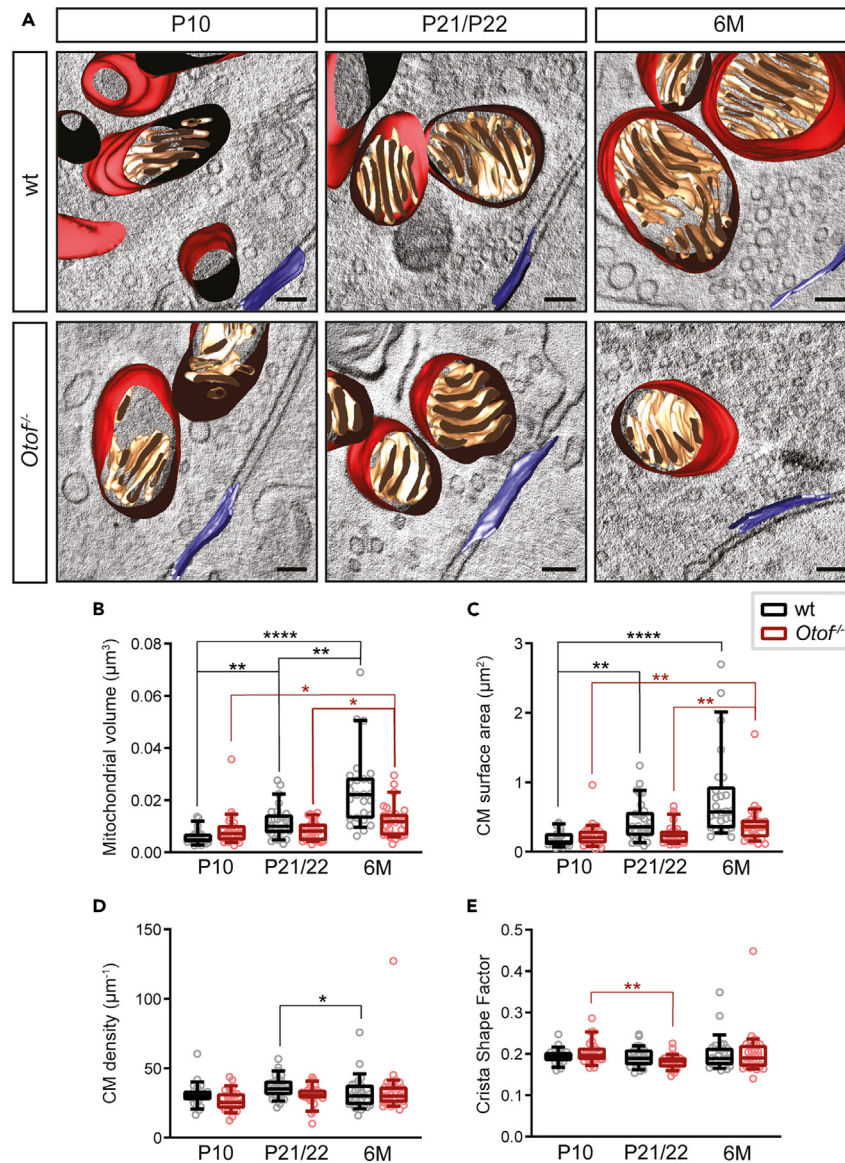 A
P10
P21/P22
6M
wt
Otof-/-
wt
Otof-/-
B
Mitochondrial volume (µm³)
0.08
0.06
0.04
0.02
0.00
****
**
**
*
*
P10
P21/22
6M
C
CM surface area (µm²)
3
2
1
0
****
**
**
**
P10
P21/22
6M
D
CM density (µm⁻¹)
150
100
50
0
*
P10
P21/22
6M
E
Crista Shape Factor
0.5
0.4
0.3
0.2
0.1
0.0
**
P10
P21/22
6M